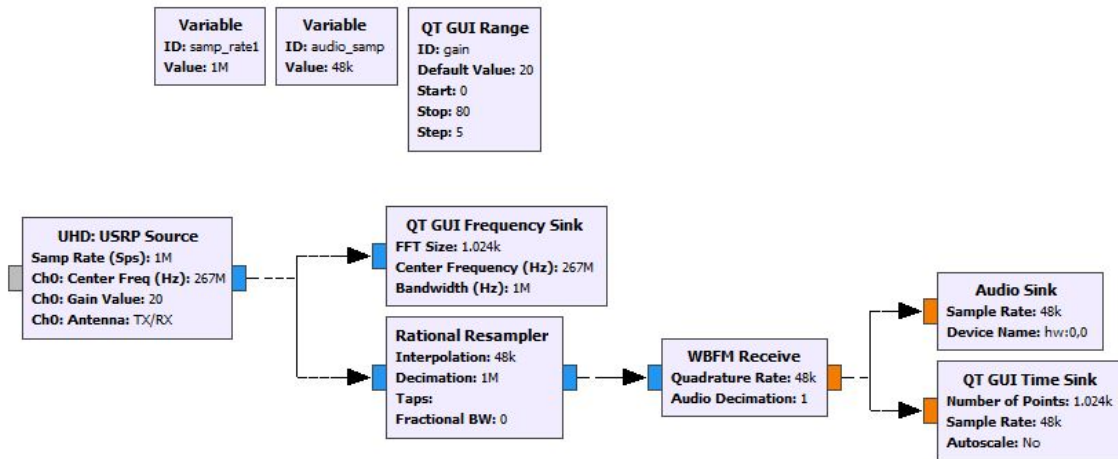 Variable
ID: samp_rate1
Value: 1M
Variable
ID: audio_samp
Value: 48k
QT GUI Range
ID: gain
Default Value: 20
Start: 0
Stop: 80
Step: 5
UHD: USRP Source
Samp Rate (Sps): 1M
Ch0: Center Freq (Hz): 267M
Ch0: Gain Value: 20
Ch0: Antenna: TX/RX
QT GUI Frequency Sink
FFT Size: 1.024k
Center Frequency (Hz): 267M
Bandwidth (Hz): 1M
Rational Resampler
Interpolation: 48k
Decimation: 1M
Taps:
Fractional BW: 0
WBFM Receive
Quadrature Rate: 48k
Audio Decimation: 1
Audio Sink
Sample Rate: 48k
Device Name: hw:0,0
QT GUI Time Sink
Number of Points: 1.024k
Sample Rate: 48k
Autoscale: No